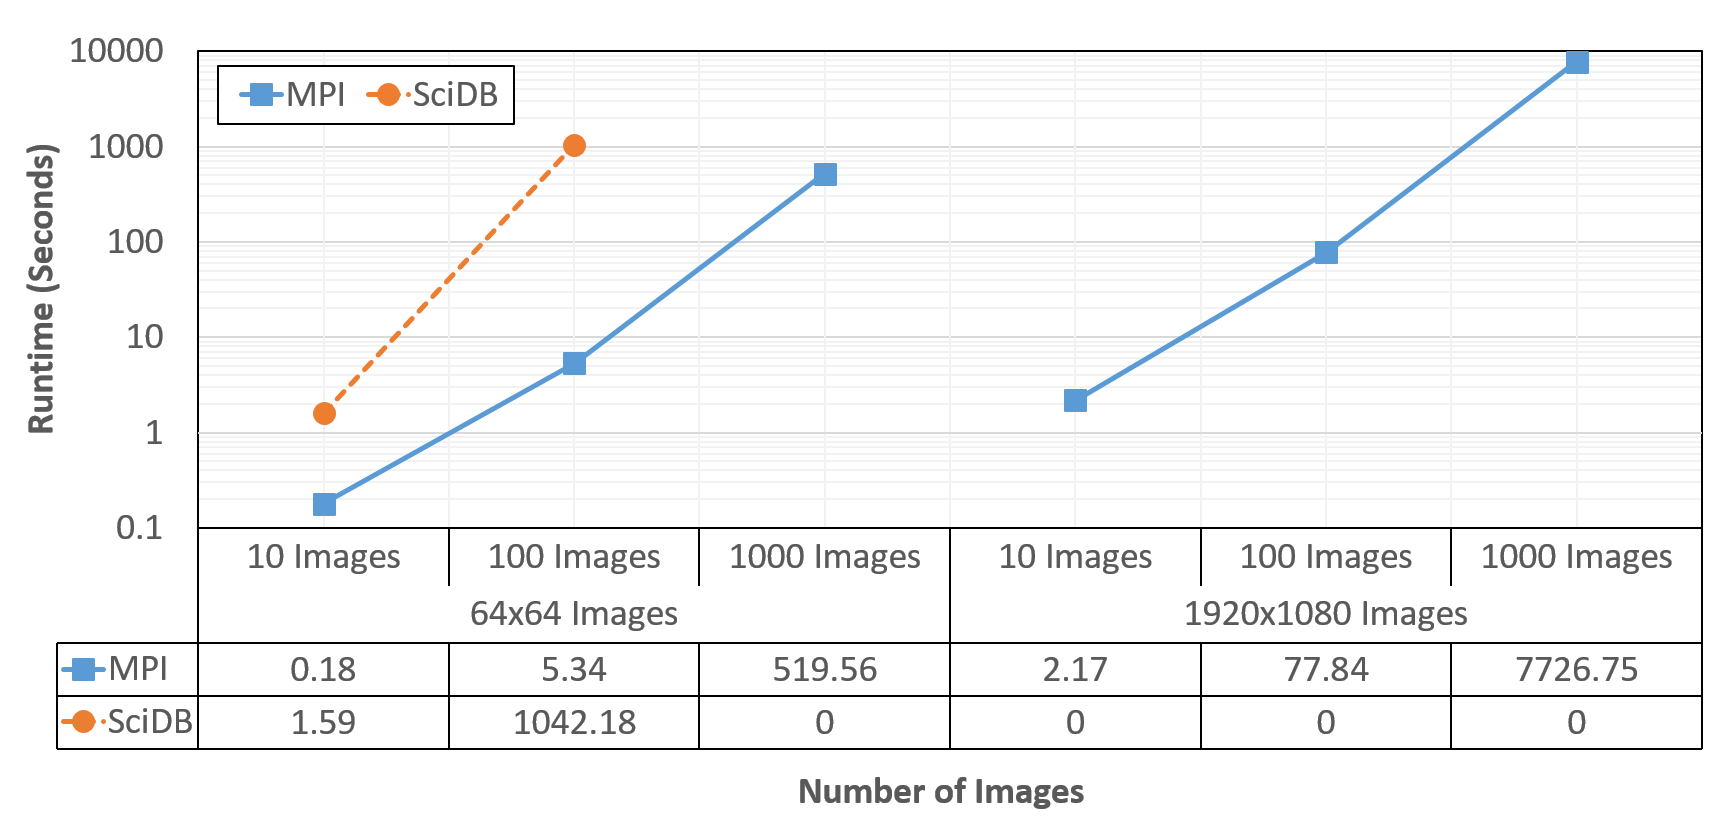 10000
1000
100
10
1
0.1
Runtime (Seconds)
MPI SciDB
10 Images 100 Images 1000 Images 10 Images 100 Images 1000 Images
64x64 Images 1920x1080 Images
MPI 0.18 5.34 519.56 2.17 77.84 7726.75
SciDB 1.59 1042.18 0 0 0 0
Number of Images